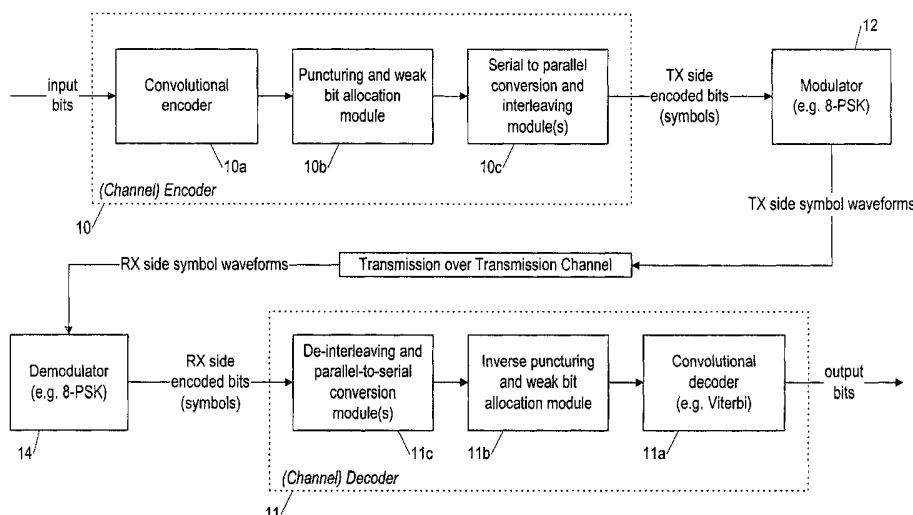 12
input
bits
Convolutional
encoder
Puncturing and weak
bit allocation
module
Serial to parallel
conversion and
interleaving
module(s)
TX side
encoded bits
(symbols)
Modulator
(e.g. 8-PSK)
10a
10b
10c
(Channel) Encoder
10
TX side symbol waveforms
RX side symbol waveforms
Transmission over Transmission Channel
Demodulator
(e.g. 8-PSK)
RX side
encoded bits
(symbols)
De-interleaving and
parallel-to-serial
conversion
module(s)
Inverse puncturing
and weak bit
allocation module
Convolutional
decoder
(e.g. Viterbi)
output
bits
14
11c
11b
11a
(Channel) Decoder
11